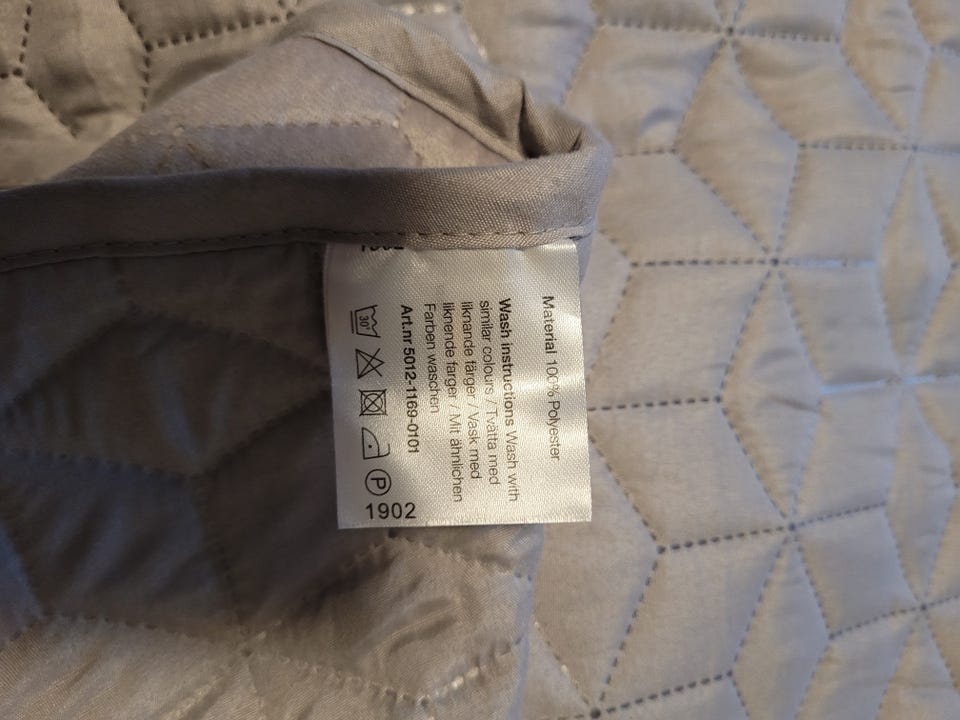 Material 100% Polyester
Wash instructions Wash with
similar colours / Tvätta med
liknande färger / Vask med
liknende farger / Mit ähnlichen
Farben waschen
Art.nr 5012-1169-0101
30°
P
1902
1902